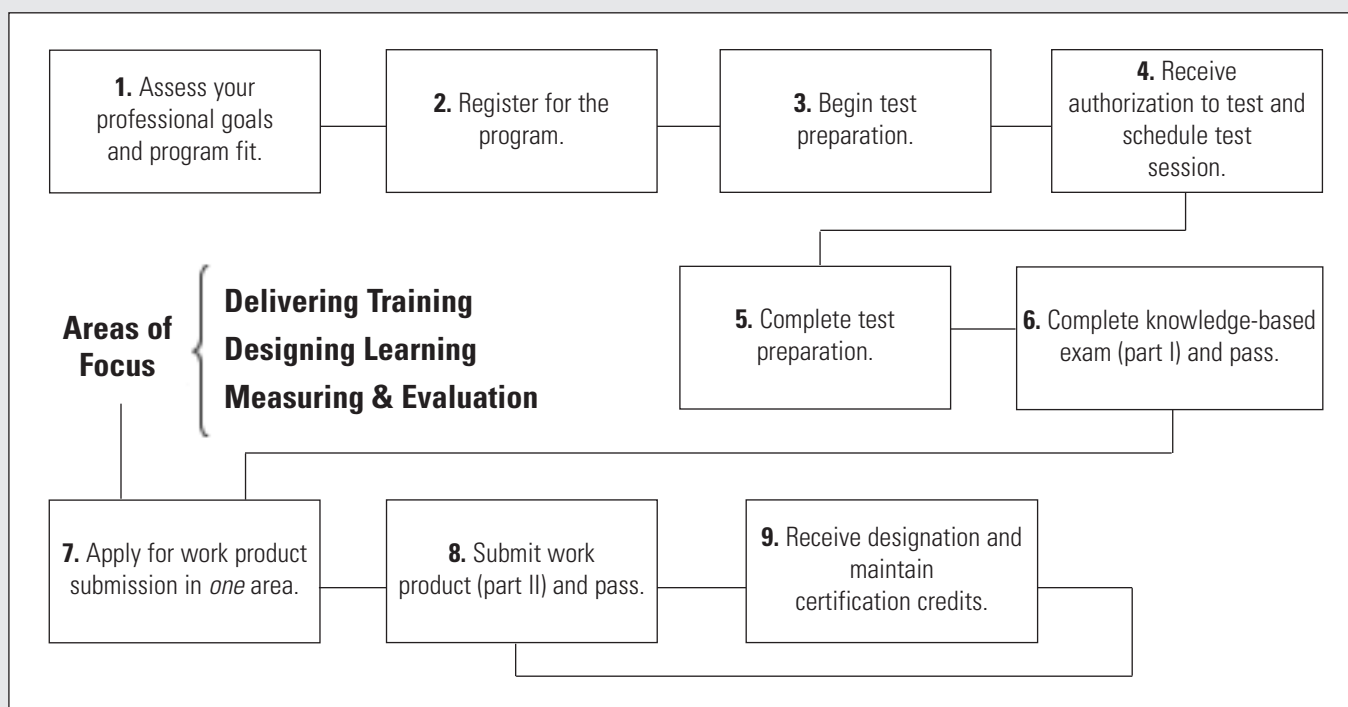 1. Assess your
professional goals
and program fit.
2. Register for the
program.
3. Begin test
preparation.
4. Receive
authorization to test and
schedule test
session.
Areas of
Focus
Delivering Training
Designing Learning
Measuring & Evaluation
5. Complete test
preparation.
6. Complete knowledge-based
exam (part I) and pass.
7. Apply for work product
submission in one area.
8. Submit work
product (part II) and pass.
9. Receive designation and
maintain
certification credits.